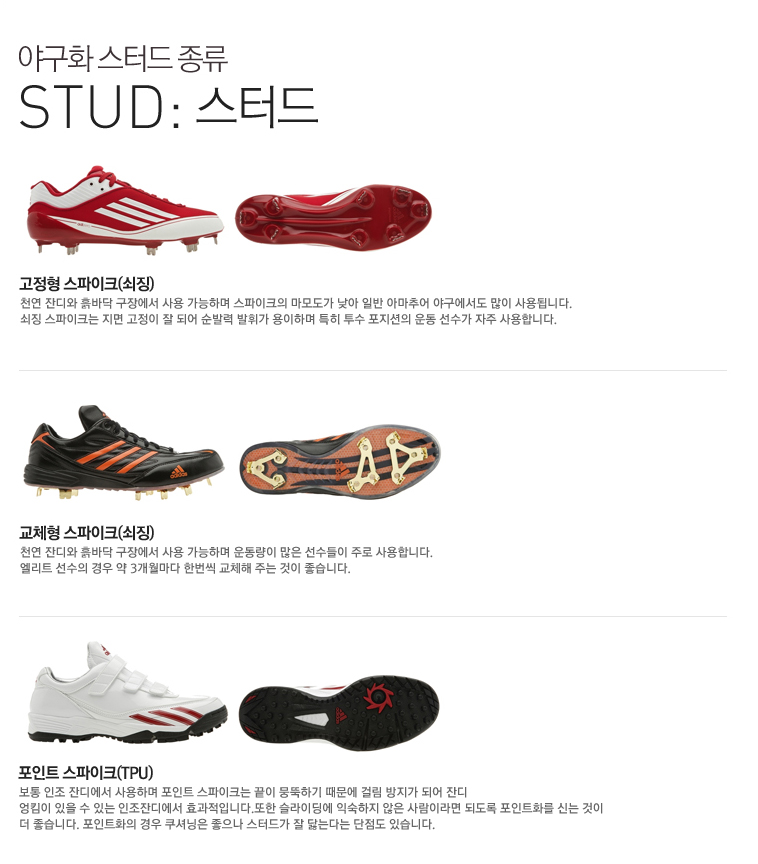 야구화 스터드 종류
STUD: 스터드
고정형 스파이크(쇠징)
천연 잔디와 흙바닥 구장에서 사용 가능하며 스파이크의 마모도가 낮아 일반 아마추어 야구에서도 많이 사용됩니다.
쇠징 스파이크는 지면 고정이 잘 되어 순발력 발휘가 용이하며 특히 투수 포지션의 운동 선수가 자주 사용합니다.
adidas
교체형 스파이크(쇠징)
천연 잔디와 흙바닥 구장에서 사용 가능하며 운동량이 많은 선수들이 주로 사용합니다.
엘리트 선수의 경우 약 3개월마다 한번씩 교체해 주는 것이 좋습니다.
포인트 스파이크(TPU)
보통 인조 잔디에서 사용하며 포인트 스파이크는 끝이 뭉뚝하기 때문에 걸림 방지가 되어 잔디
엉킴이 있을 수 있는 인조잔디에서 효과적입니다.또한 슬라이딩에 익숙하지 않은 사람이라면 되도록 포인트화를 신는 것이
더 좋습니다. 포인트화의 경우 쿠셔닝은 좋으나 스터드가 잘 닳는다는 단점도 있습니다.